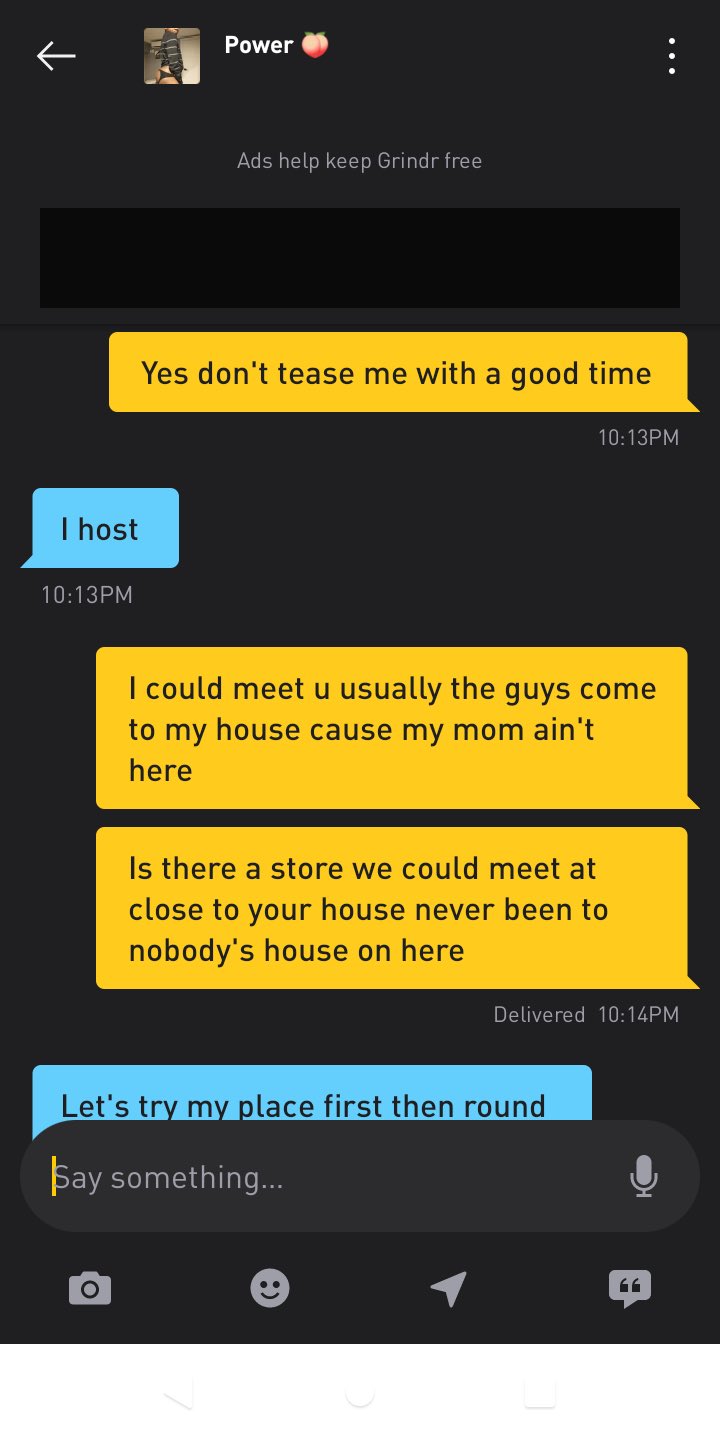 Power 🍑
Ads help keep Grindr free
Yes don't tease me with a good time
10:13PM
I host
10:13PM
I could meet u usually the guys come
to my house cause my mom ain't
here
Is there a store we could meet at
close to your house never been to
nobody's house on here
Delivered 10:14PM
Let's try my place first then round
Say something...